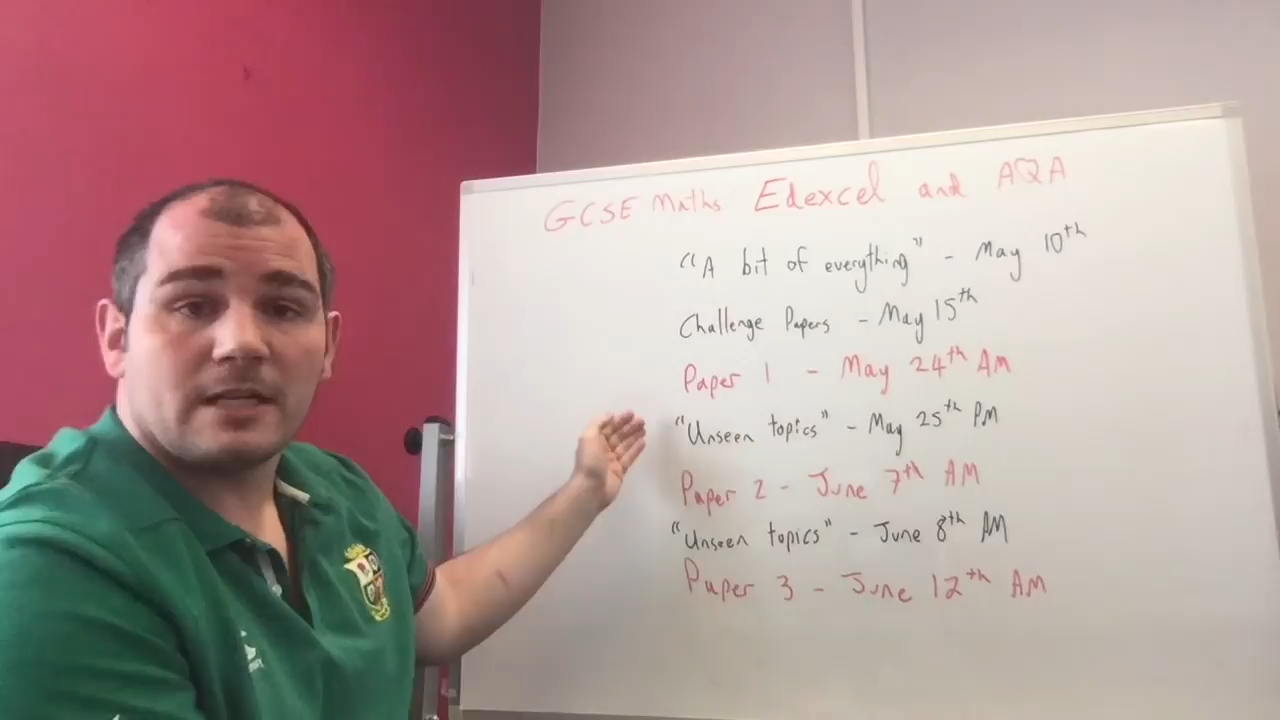 GCSE Maths Edexcel and AQA
"A bit of everything" - May 10th
Challenge Papers - May 15th
Paper 1 - May 24th AM
"Unseen topics" - May 25th PM
Paper 2 - June 7th AM
"Unseen topics" - June 8th AM
Paper 3 - June 12th AM